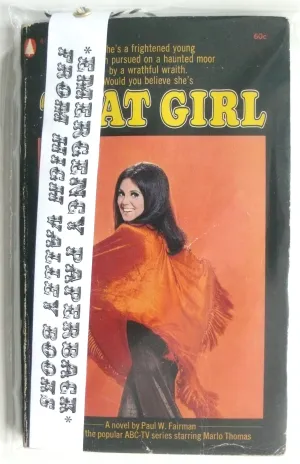 he's a frightened young
pursued on a haunted moor
by a wrathful wraith.
Would you believe she's
60c
AT GIRL
*EMERGENCY PAPERBACK*
FROM HIGH VALLEY BOOKS
A novel by Paul W. Fairman
the popular ABC-TV series starring Marlo Thomas